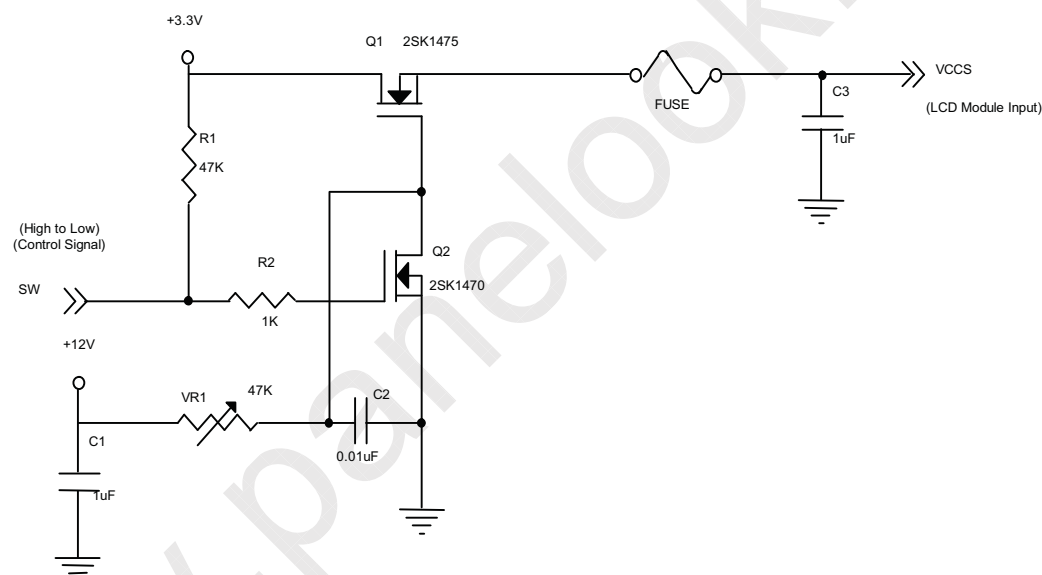 +3.3V
Q1 2SK1475
FUSE
VCCS
(LCD Module Input)
C3
1uF
R1
47K
(High to Low)
(Control Signal)
SW
R2
1K
Q2
2SK1470
+12V
VR1
47K
C2
0.01uF
C1
1uF
.panelook.